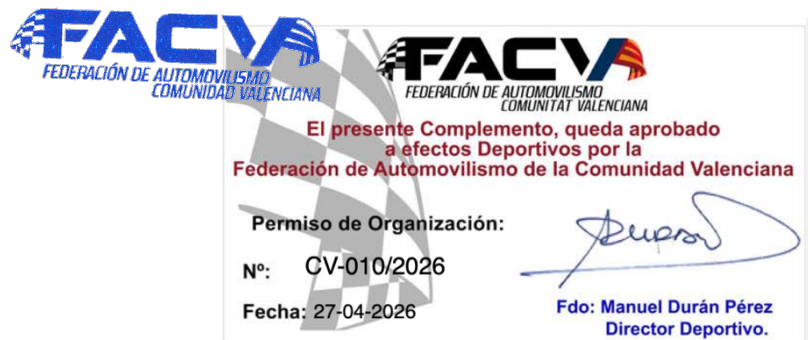 FACV
FEDERACIÓN DE AUTOMOVILISMO
COMUNIDAD VALENCIANA
FACV
FEDERACIÓN DE AUTOMOVILISMO
COMUNITAT VALENCIANA
El presente Complemento, queda aprobado
a efectos Deportivos por la
Federación de Automovilismo de la Comunidad Valenciana
Permiso de Organización:
Nº: CV-010/2026
Fecha: 27-04-2026
Fdo: Manuel Durán Pérez
Director Deportivo.